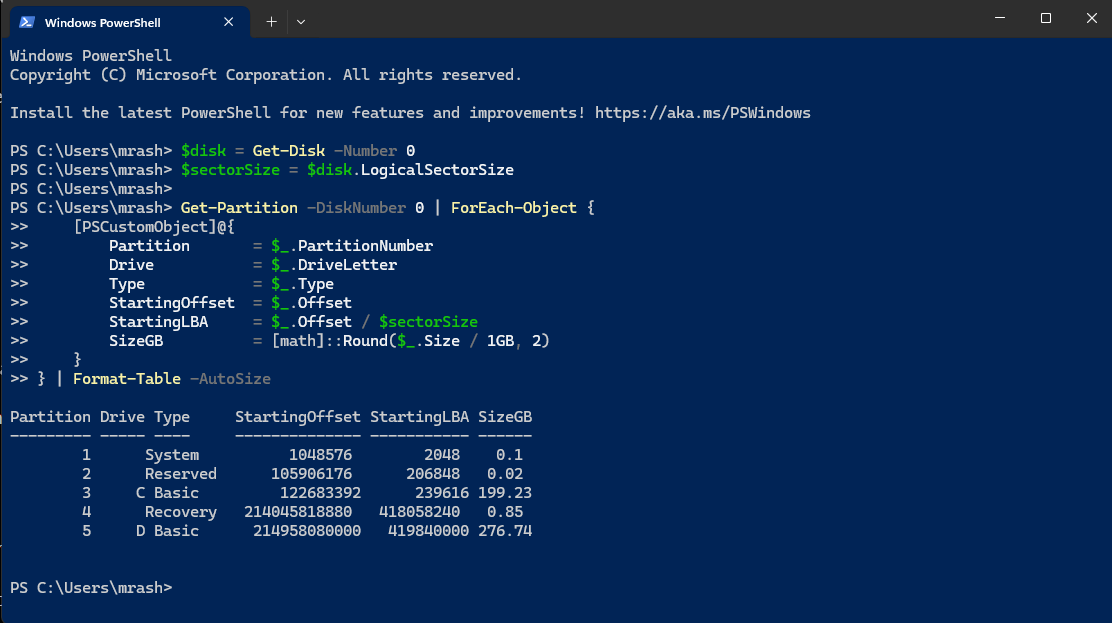 Windows PowerShell
Windows PowerShell
Copyright (C) Microsoft Corporation. All rights reserved.
Install the latest PowerShell for new features and improvements! https://aka.ms/PSWindows
PS C:\Users\mrash> $disk = Get-Disk -Number 0
PS C:\Users\mrash> $sectorSize = $disk.LogicalSectorSize
PS C:\Users\mrash>
PS C:\Users\mrash> Get-Partition -DiskNumber 0 | ForEach-Object {
>>     [PSCustomObject]@{
>>         Partition       = $_.PartitionNumber
>>         Drive           = $_.DriveLetter
>>         Type            = $_.Type
>>         StartingOffset  = $_.Offset
>>         StartingLBA     = $_.Offset / $sectorSize
>>         SizeGB          = [math]::Round($_.Size / 1GB, 2)
>>     }
>> } | Format-Table -AutoSize
Partition Drive Type     StartingOffset StartingLBA SizeGB
--------- ----- ----     -------------- ----------- ------
        1      System          1048576        2048    0.1
        2      Reserved      105906176      206848   0.02
        3     C Basic         122683392      239616 199.23
        4      Recovery   214045818880   418058240   0.85
        5     D Basic      214958080000   419840000 276.74
PS C:\Users\mrash>